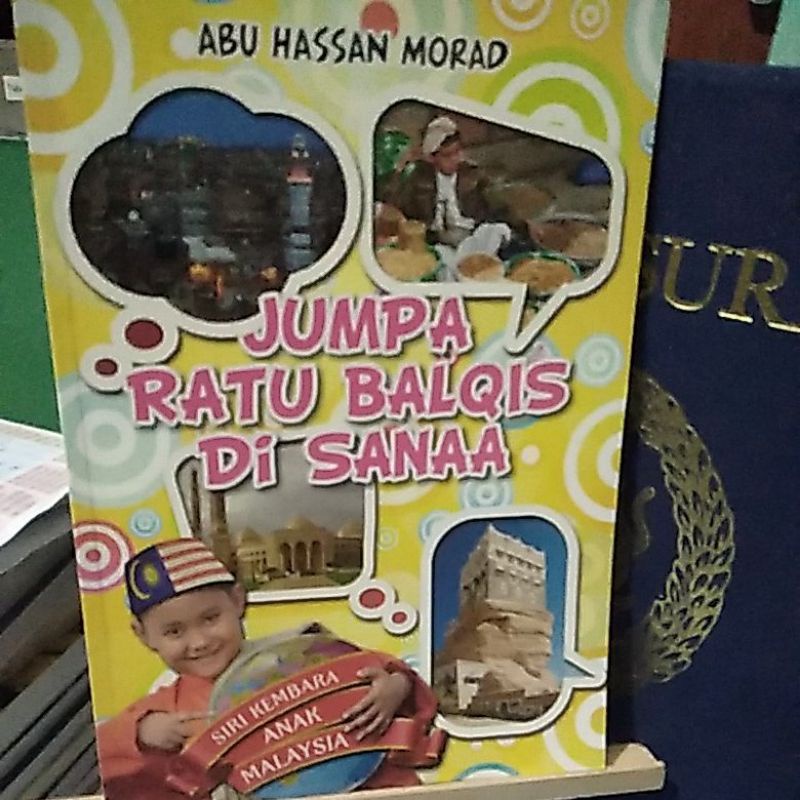 ABU HASSAN MORAD
JUMPA
RATU BALQIS
Di SANAA
SIRI KEMBARA
ANAK
MALAYSIA